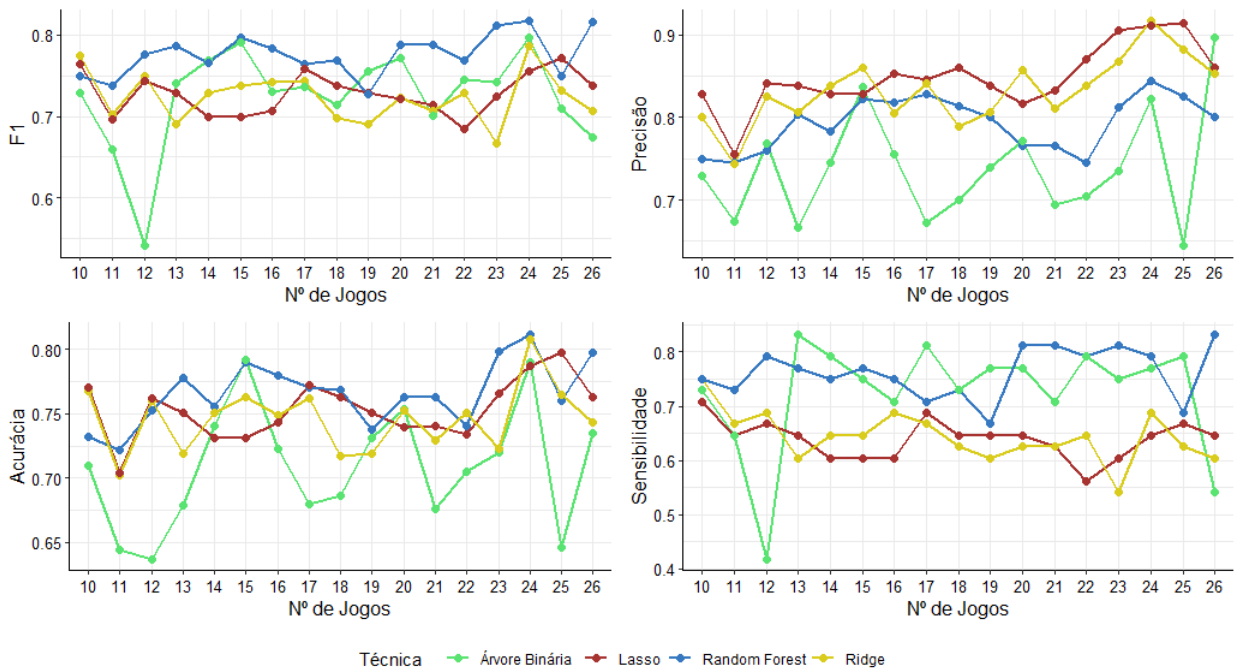 F1
0.8
0.7
0.6
10 11 12 13 14 15 16 17 18 19 20 21 22 23 24 25 26
Nº de Jogos
Precisão
0.9
0.8
0.7
10 11 12 13 14 15 16 17 18 19 20 21 22 23 24 25 26
Nº de Jogos
Acurácia
0.80
0.75
0.70
0.65
10 11 12 13 14 15 16 17 18 19 20 21 22 23 24 25 26
Nº de Jogos
Sensibilidade
0.8
0.7
0.6
0.5
0.4
10 11 12 13 14 15 16 17 18 19 20 21 22 23 24 25 26
Nº de Jogos
Técnica Árvore Binária Lasso Random Forest Ridge